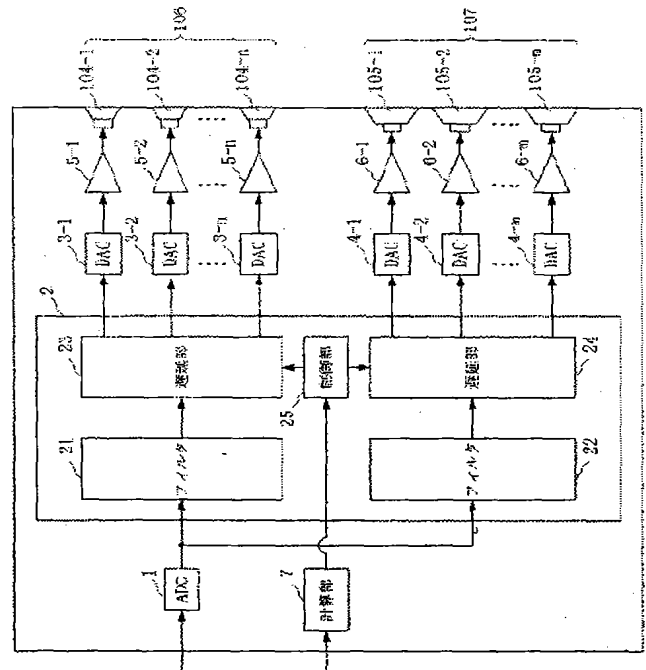 106
104-1
104-2
104-n
107
105-1
105-2
105-m
5-1
5-2
5-n
6-1
6-2
6-m
3-1
DAC
3-2
DAC
3-n
DAC
4-1
DAC
4-2
DAC
4-m
DAC
2
23
遅延部
25
制御部
24
遅延部
21
フィルタ
22
フィルタ
1
ADC
7
計算部